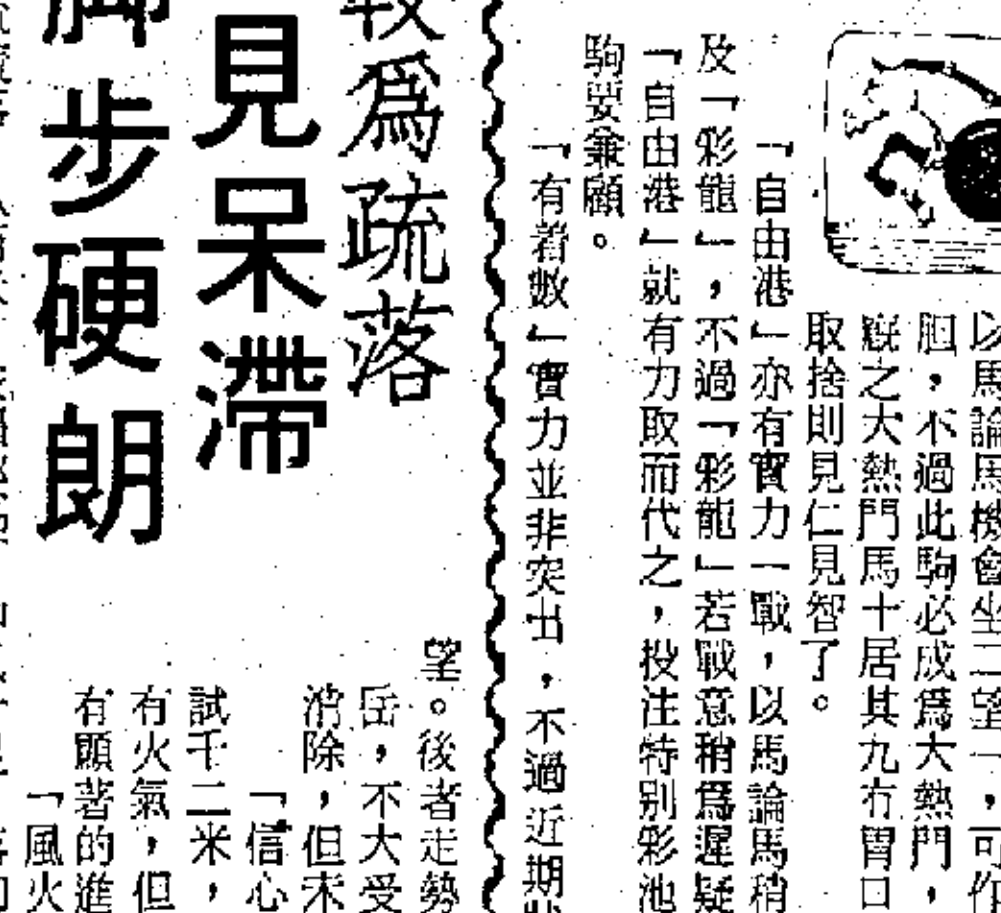 以馬論馬機會坐二望一，可作
胆，不過此駒必成爲大熱門，
之大熱門馬十居其九冇胃口
取捨則見仁見智了。
「自由港」亦有實力一戰，以馬論馬稍
及「彩龍」，不過「彩龍」若戰意稍爲遲疑
「自由港」就有力取而代之，投注特別彩池
駒要兼顧。
「有着數」實力並非突出，不過近期
較爲疏落
見呆滯
脚步硬朗
望。後者走勢
岳，不大受
消除，但未
「信心
試千二米，
有火氣，但
有顯著的進
「風火